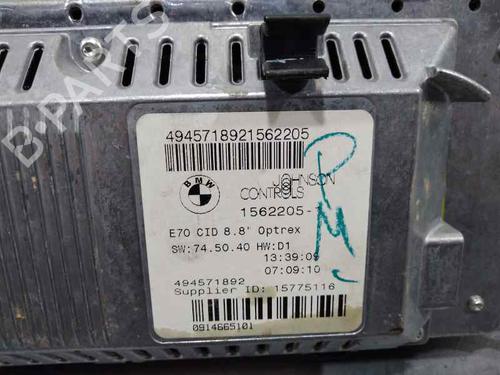 B-PARTS
4945718921562205
BMW
JOHNSON
CONTROLS
1562205-
E70 CID 8.8' Optrex
SW:74.50.40 HW:D1
13:39:09
07:09:10
494571892
Supplier ID: 15775116
0914665101
PM